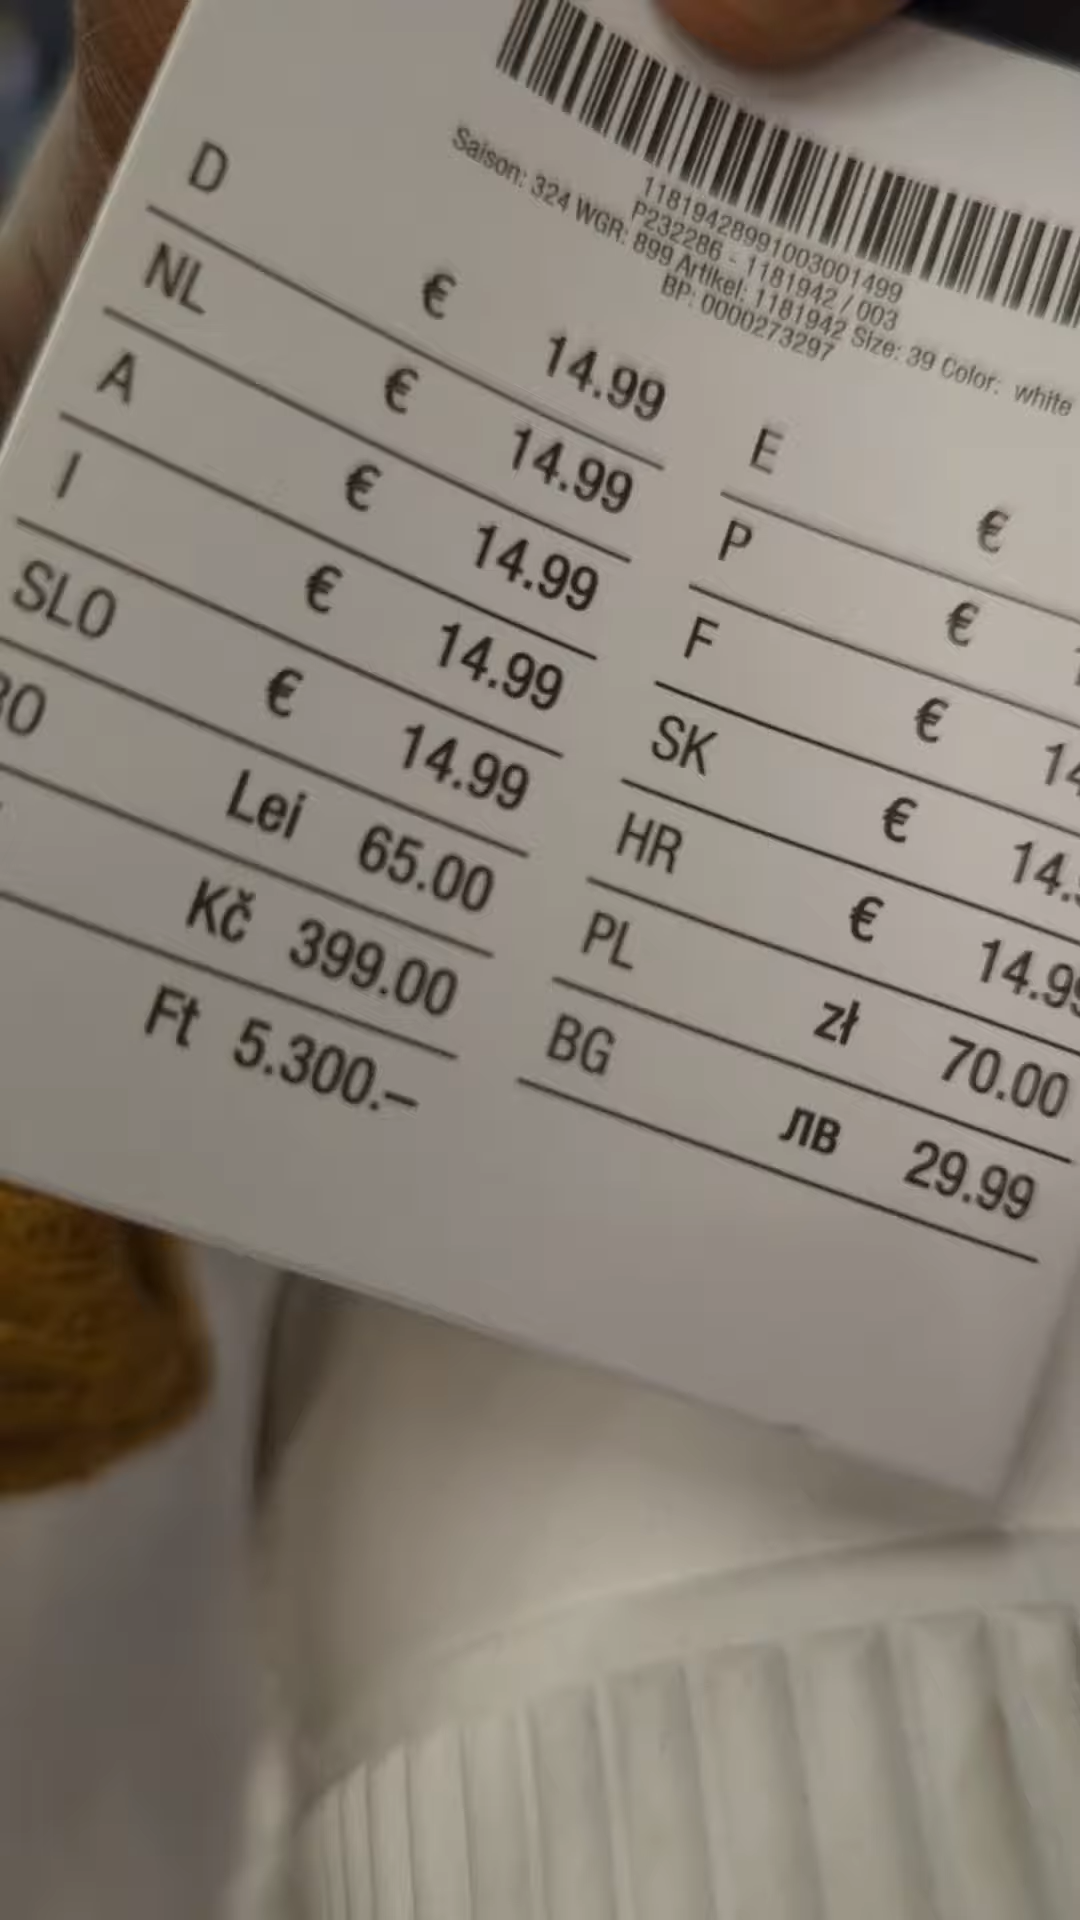 11819428991003001499
P232286 - 1181942 / 003
Saison: 324 WGR: 899 Artikel: 1181942 Size: 39 Color: white
BP: 0000273297
D € 14.99
NL € 14.99
A € 14.99
I € 14.99
SLO € 14.99
Lei 65.00
Kč 399.00
Ft 5.300.–
E €
P €
F €
SK €
HR € 14.99
PL zł 70.00
BG лв 29.99